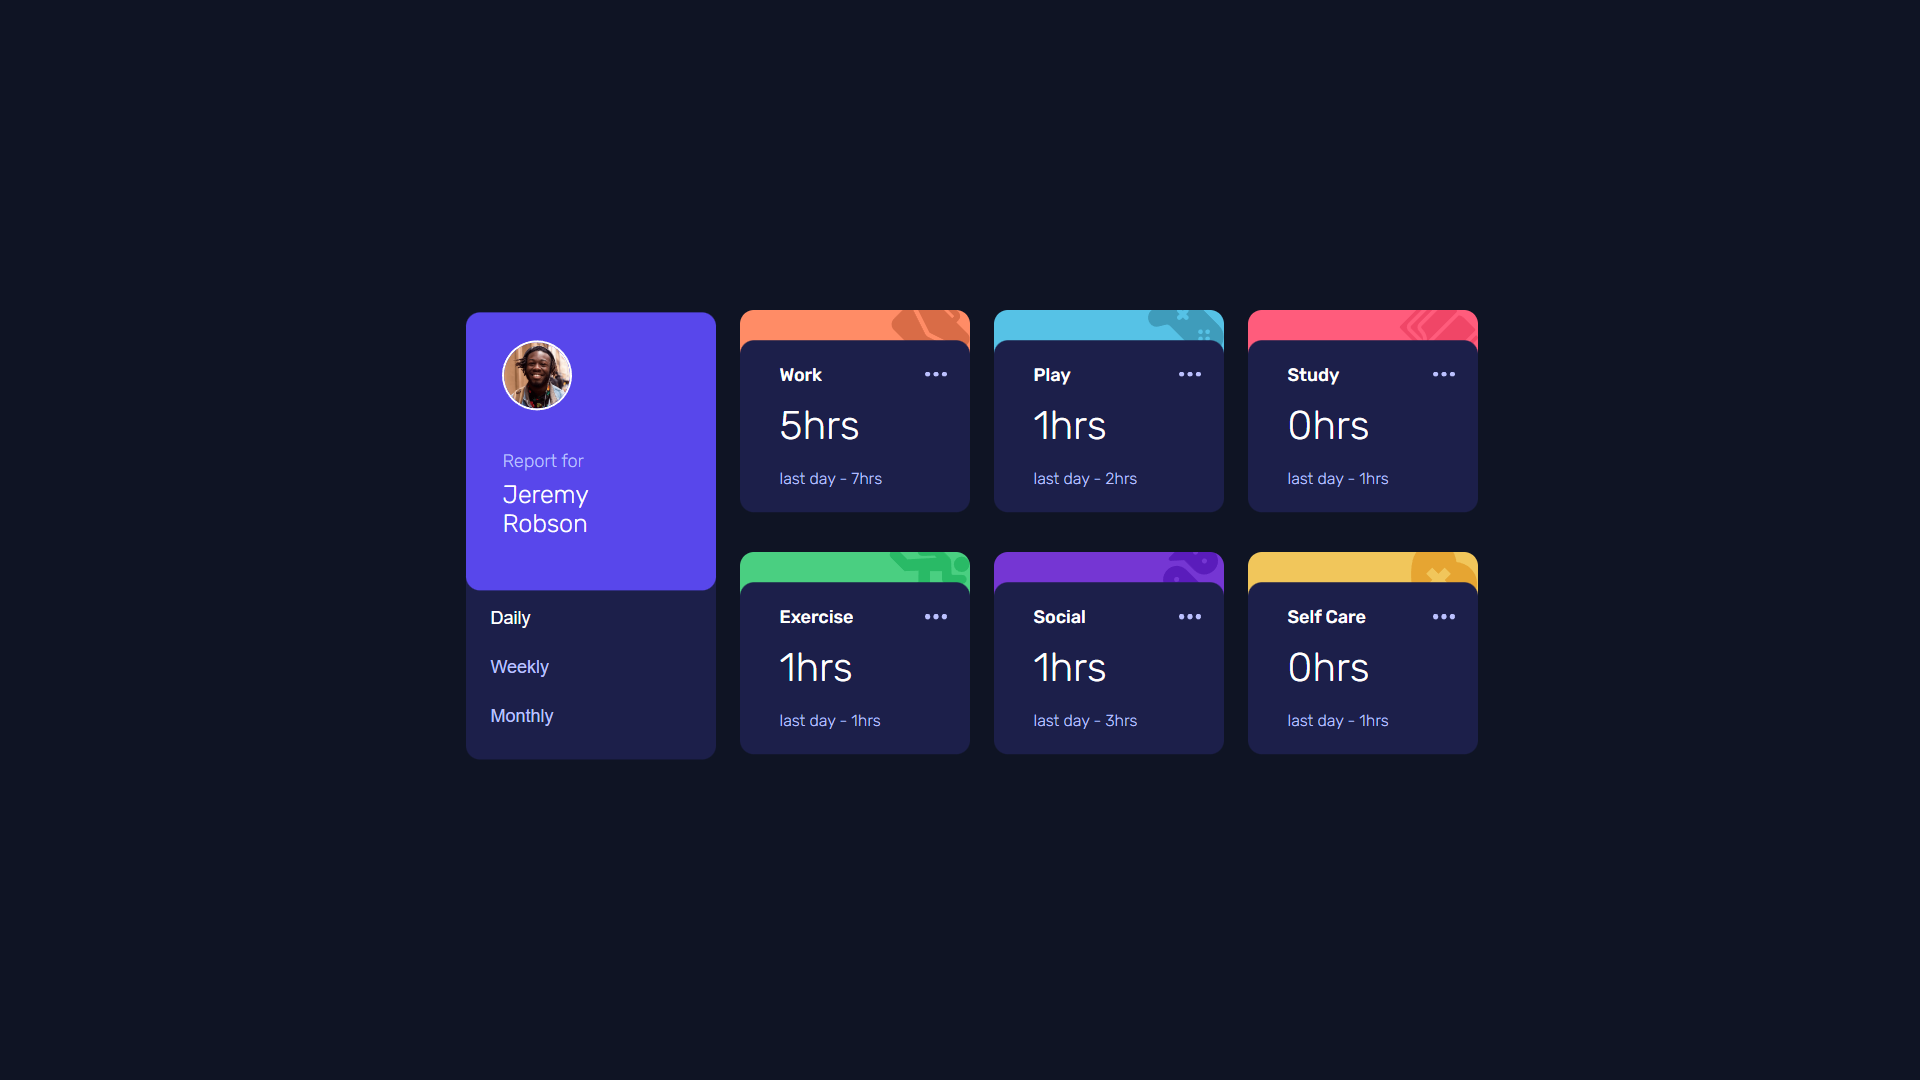 Report for
Jeremy
Robson
Daily
Weekly
Monthly
Work
5hrs
last day - 7hrs
Play
1hrs
last day - 2hrs
Study
0hrs
last day - 1hrs
Exercise
1hrs
last day - 1hrs
Social
1hrs
last day - 3hrs
Self Care
0hrs
last day - 1hrs